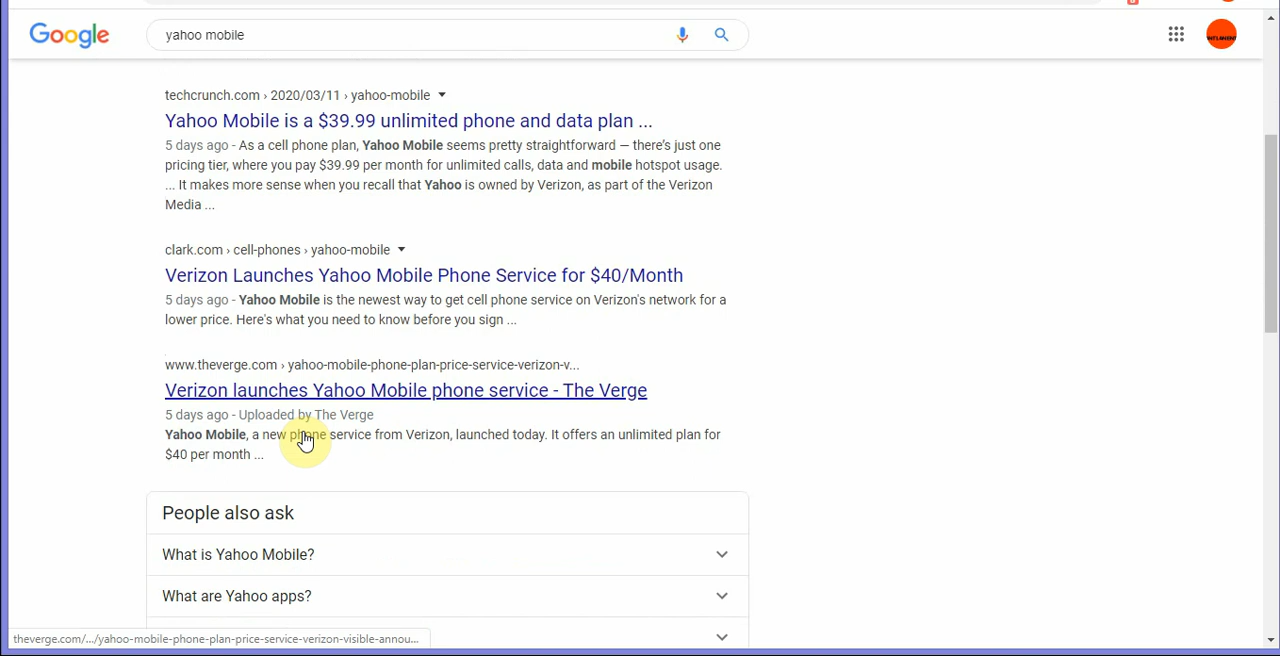 Google
yahoo mobile
techcrunch.com › 2020/03/11 › yahoo-mobile
Yahoo Mobile is a $39.99 unlimited phone and data plan ...
5 days ago - As a cell phone plan, Yahoo Mobile seems pretty straightforward — there's just one
pricing tier, where you pay $39.99 per month for unlimited calls, data and mobile hotspot usage.
... It makes more sense when you recall that Yahoo is owned by Verizon, as part of the Verizon
Media ...
clark.com › cell-phones › yahoo-mobile
Verizon Launches Yahoo Mobile Phone Service for $40/Month
5 days ago - Yahoo Mobile is the newest way to get cell phone service on Verizon's network for a
lower price. Here's what you need to know before you sign ...
www.theverge.com › yahoo-mobile-phone-plan-price-service-verizon-v...
Verizon launches Yahoo Mobile phone service - The Verge
5 days ago - Uploaded by The Verge
Yahoo Mobile, a new phone service from Verizon, launched today. It offers an unlimited plan for
$40 per month ...
People also ask
What is Yahoo Mobile?
What are Yahoo apps?
theverge.com/.../yahoo-mobile-phone-plan-price-service-verizon-visible-annou...